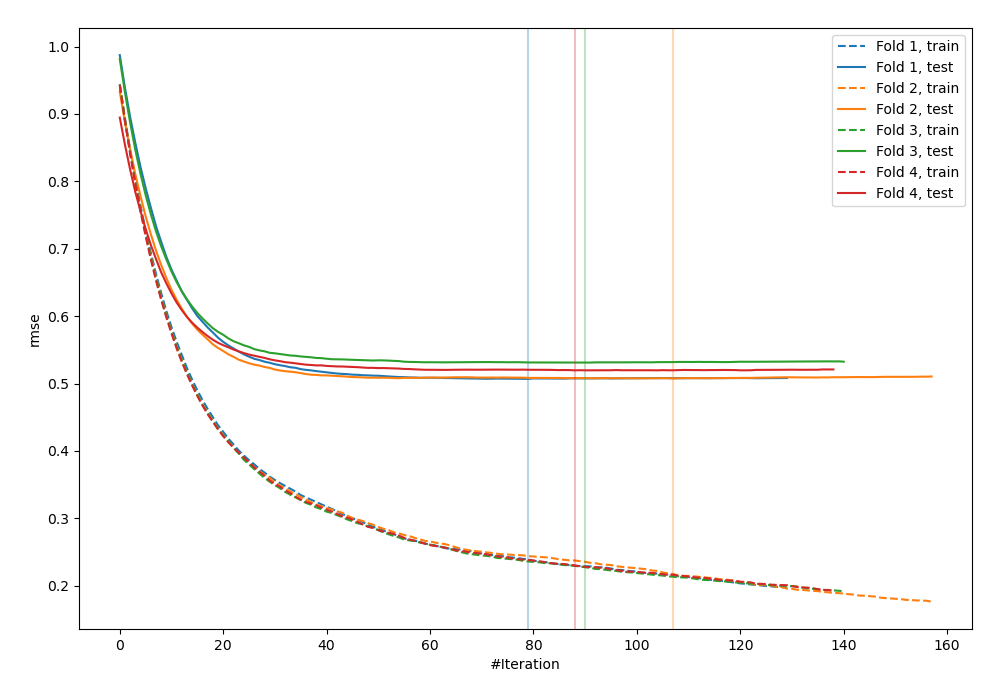 1.0
0.9
0.8
0.7
0.6
0.5
0.4
0.3
0.2
rmse
0 20 40 60 80 100 120 140 160
#Iteration
Fold 1, train
Fold 1, test
Fold 2, train
Fold 2, test
Fold 3, train
Fold 3, test
Fold 4, train
Fold 4, test